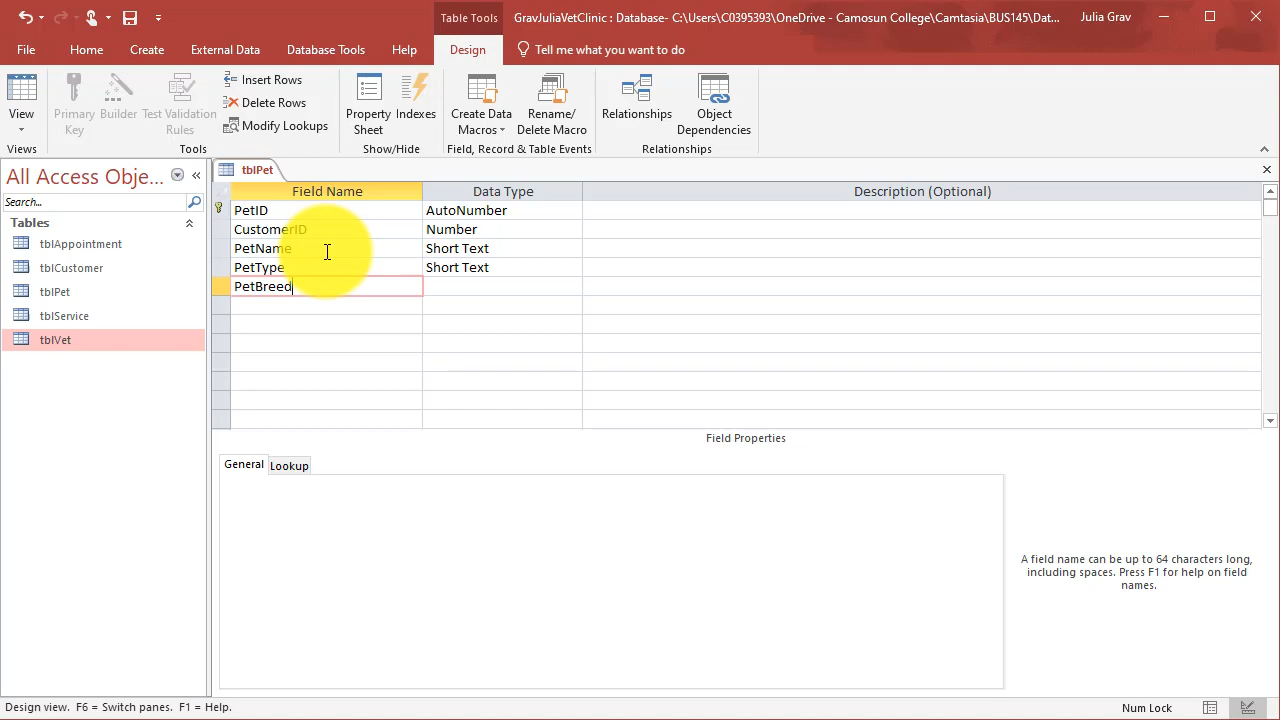 Table Tools
GravJuliaVetClinic : Database- C:\Users\C0395393\OneDrive - Camosun College\Camtasia\BUS145\Dat...
Julia Grav
File
Home
Create
External Data
Database Tools
Help
Design
Tell me what you want to do
View
Primary
Key
Builder
Test Validation
Rules
Insert Rows
Delete Rows
Modify Lookups
Property
Sheet
Indexes
Create Data
Macros
Rename/
Delete Macro
Relationships
Object
Dependencies
Views
Tools
Show/Hide
Field, Record & Table Events
Relationships
All Access Obje...
Search...
Tables
tblAppointment
tblCustomer
tblPet
tblService
tblVet
tblPet
Field Name
Data Type
Description (Optional)
PetID
AutoNumber
CustomerID
Number
PetName
Short Text
PetType
Short Text
PetBreed
Field Properties
General
Lookup
A field name can be up to 64 characters long,
including spaces. Press F1 for help on field
names.
Design view. F6 = Switch panes. F1 = Help.
Num Lock